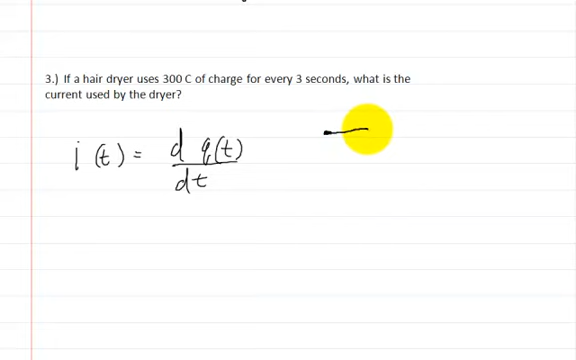 3.) If a hair dryer uses 300 C of charge for every 3 seconds, what is the
current used by the dryer?
i (t) = d q(t)
dt